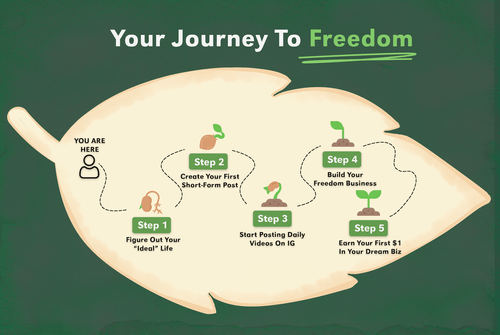 Your Journey To Freedom
YOU ARE
HERE
Step 1
Figure Out Your
"Ideal" Life
Step 2
Create Your First
Short-Form Post
Step 3
Start Posting Daily
Videos On IG
Step 4
Build Your
Freedom Business
Step 5
Earn Your First $1
In Your Dream Biz